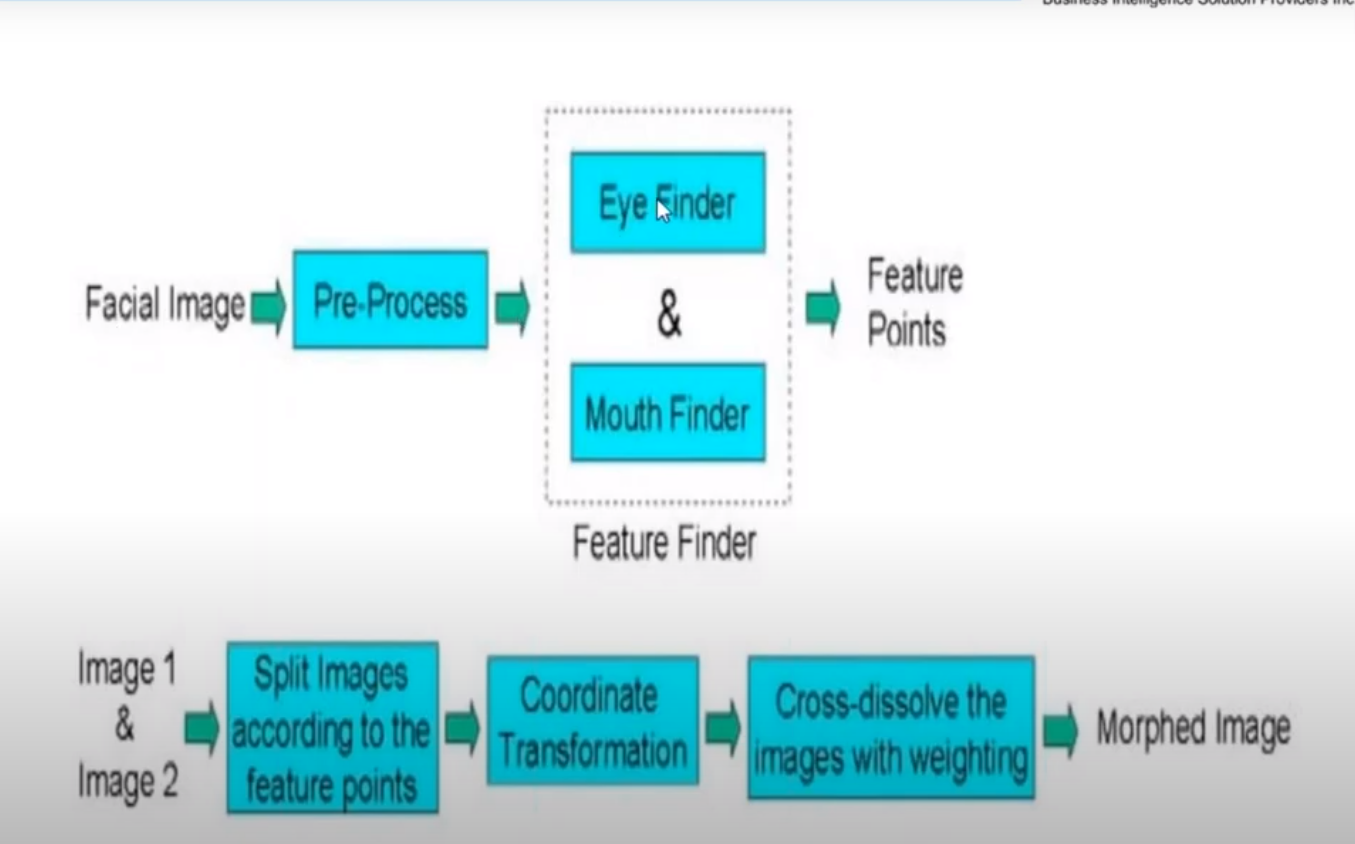 Business Intelligence Solution Providers Inc
Eye Finder
Facial Image
Pre-Process
&
Feature
Points
Mouth Finder
Feature Finder
Image 1
&
Image 2
Split Images
according to the
feature points
Coordinate
Transformation
Cross-dissolve the
images with weighting
Morphed Image